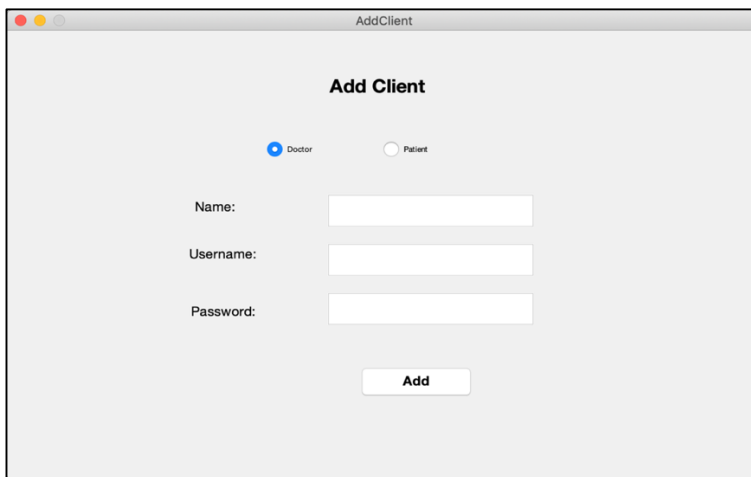 AddClient
Add Client
Doctor Patient
Name:
Username:
Password:
Add